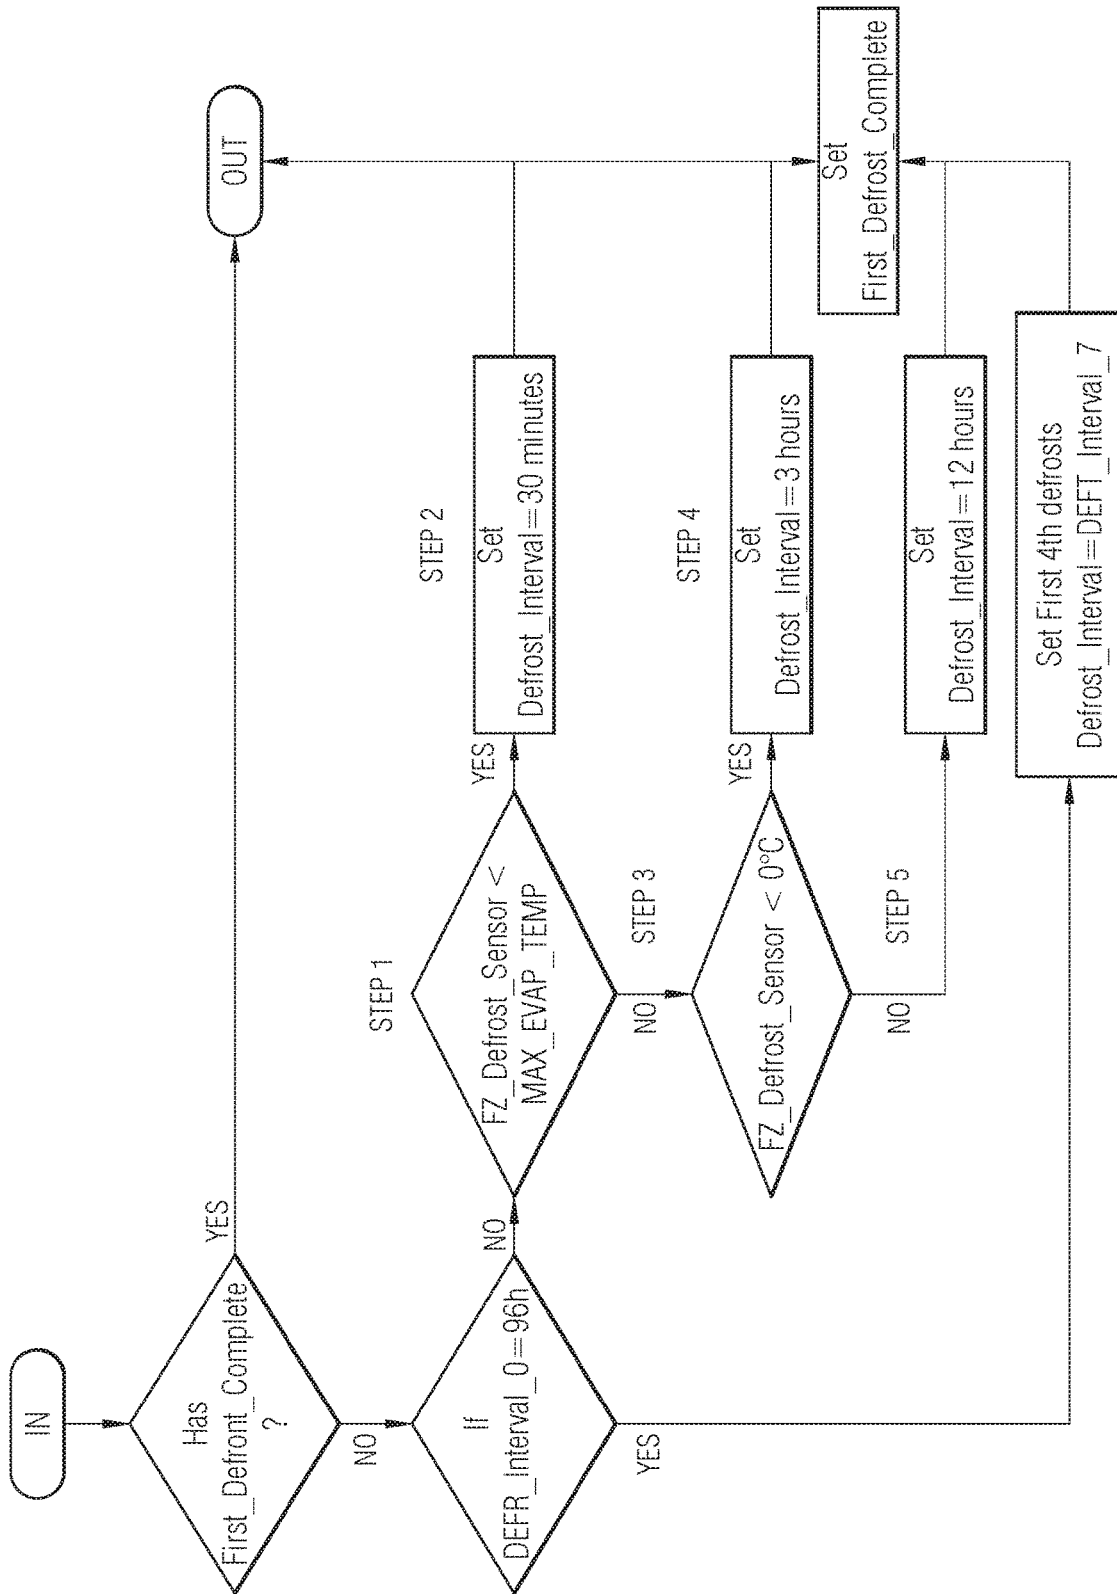 IN
Has
First_Defront_Complete
?
YES
OUT
NO
If
DEFR_Interval_0=96h
NO
YES
STEP 1
FZ_Defrost_Sensor <
MAX_EVAP_TEMP
YES
STEP 2
Set
Defrost_Interval=30 minutes
STEP 3
NO
FZ_Defrost_Sensor < 0°C
YES
STEP 4
Set
Defrost_Interval=3 hours
STEP 5
NO
Set
Defrost_Interval=12 hours
Set
First_Defrost_Complete
Set First 4th defrosts
Defrost_Interval=DEFT_Interval_7